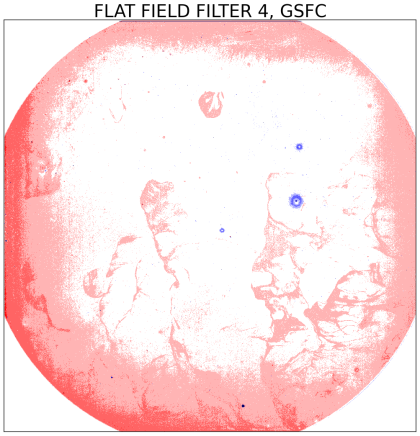 FLAT FIELD FILTER 4, GSFC